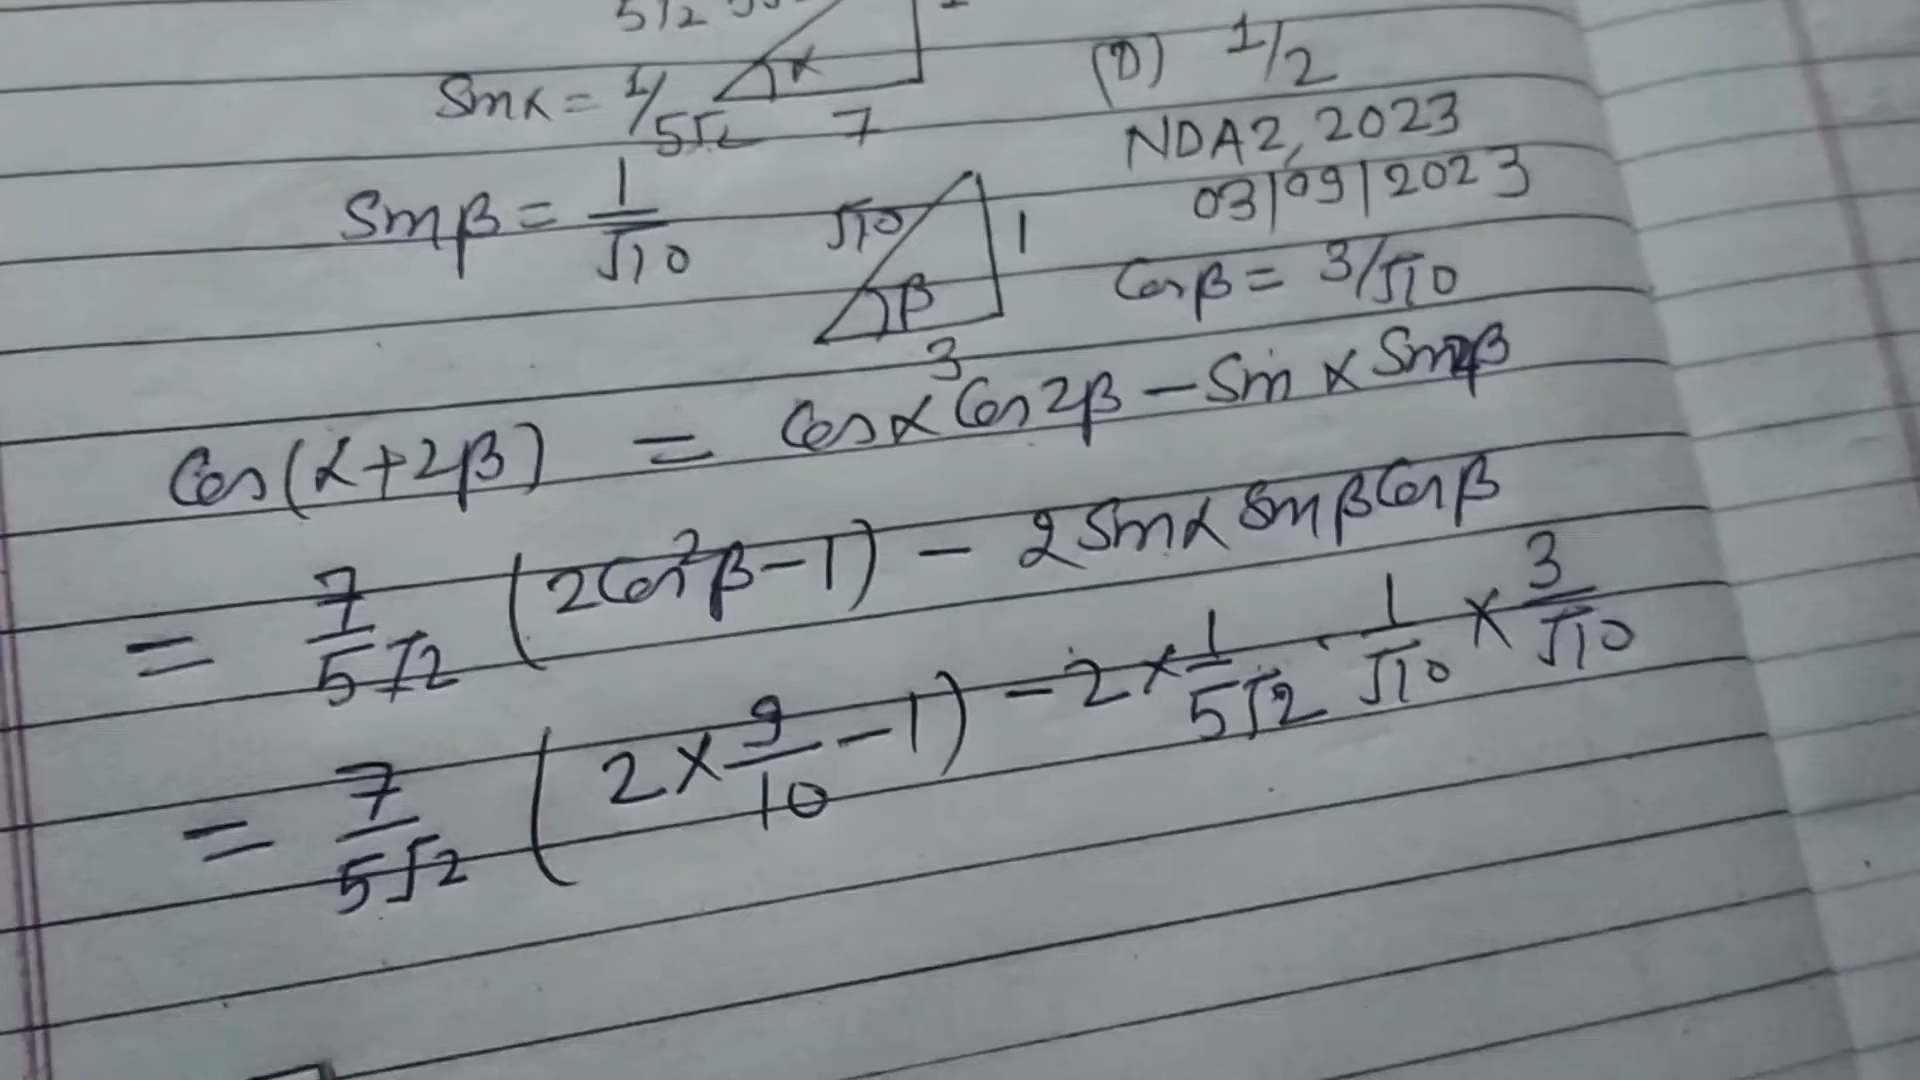 5√2
α
(D) 1/2
Sinα = 1/5√2
7
NDA2, 2023
03/09/2023
Sinβ = 1/√10
√10
1
β
3
Cosβ = 3/√10
Cos(α+2β) = Cosα Cos2β - Sinα Sin2β
= 7/5√2 (2Cos²β-1) - 2 Sinα Sinβ Cosβ
= 7/5√2 (2 × 9/10 - 1) - 2 × 1/5√2 · 1/√10 × 3/√10